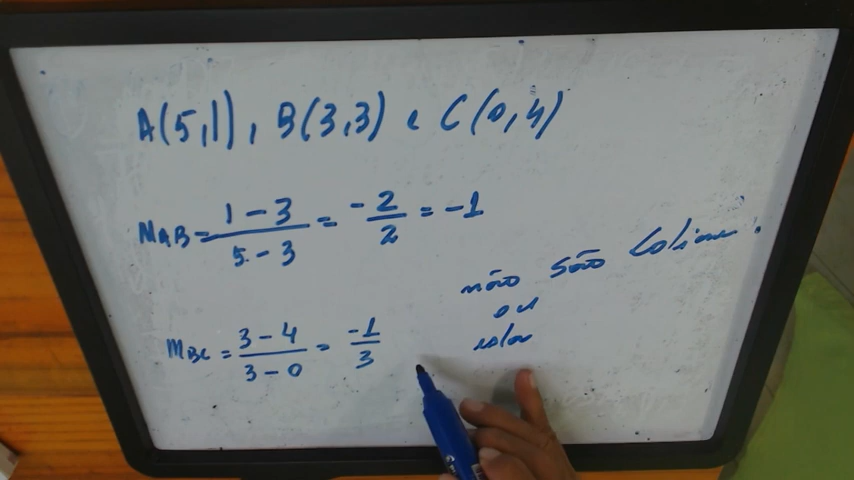 A(5,1), B(3,3) e C(0,4)
MAB = 1-3 / 5-3 = -2/2 = -1
não são
ou
MBC = 3-4 / 3-0 = -1/3